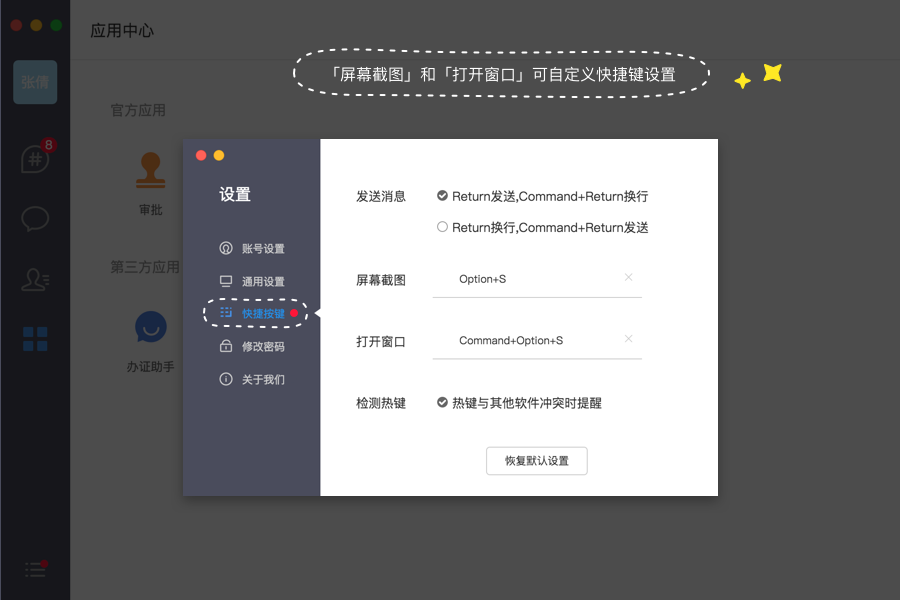 应用中心
「屏幕截图」和「打开窗口」可自定义快捷键设置
张倩
官方应用
8
审批
第三方应用
办证助手
设置
账号设置
通用设置
快捷按键
修改密码
关于我们
发送消息
Return发送,Command+Return换行
Return换行,Command+Return发送
屏幕截图
Option+S
打开窗口
Command+Option+S
检测热键
热键与其他软件冲突时提醒
恢复默认设置